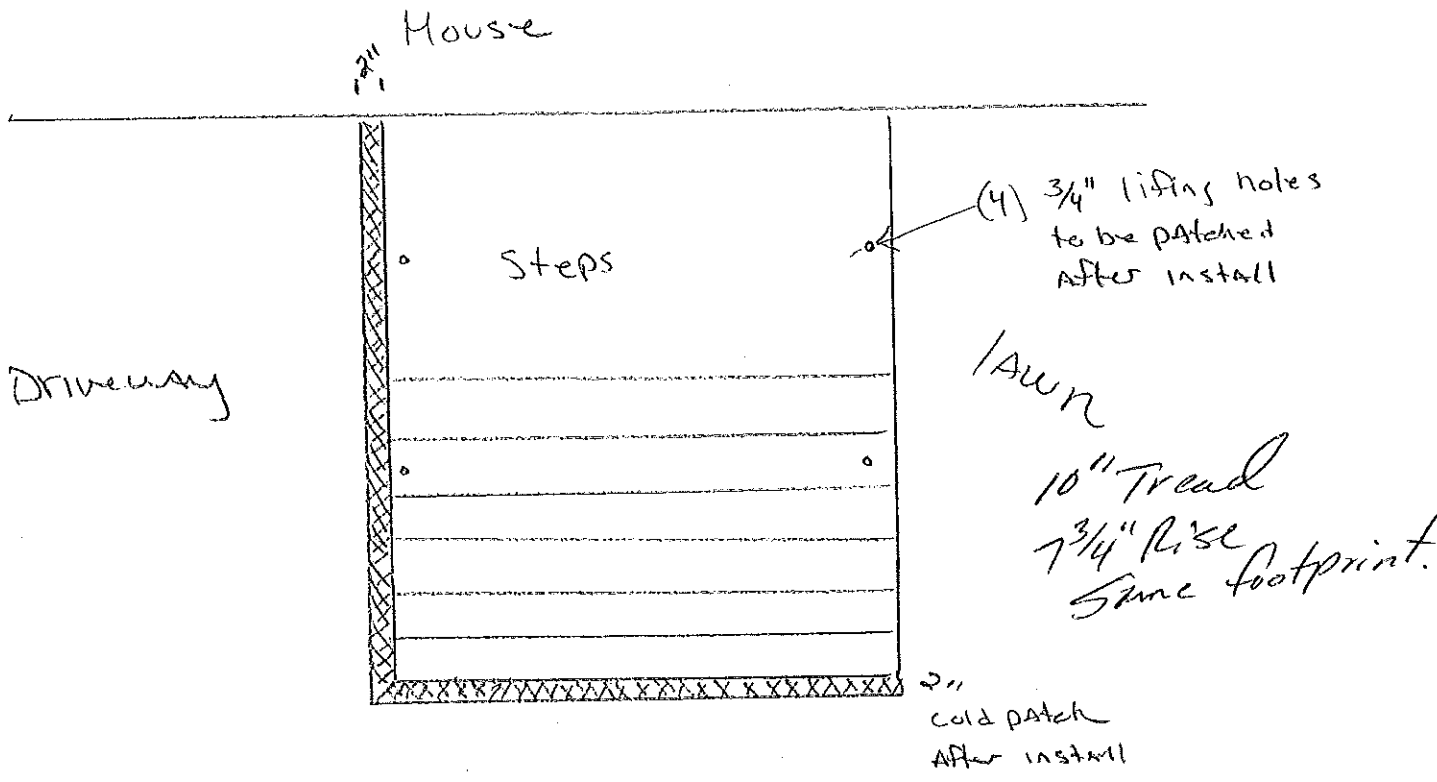 House
2"
(4) 3/4" lifing holes
to be patched
After install
Steps
Driveway
lawn
10" Tread
7 3/4" Rise
Same footprint.
2"
cold patch
After install